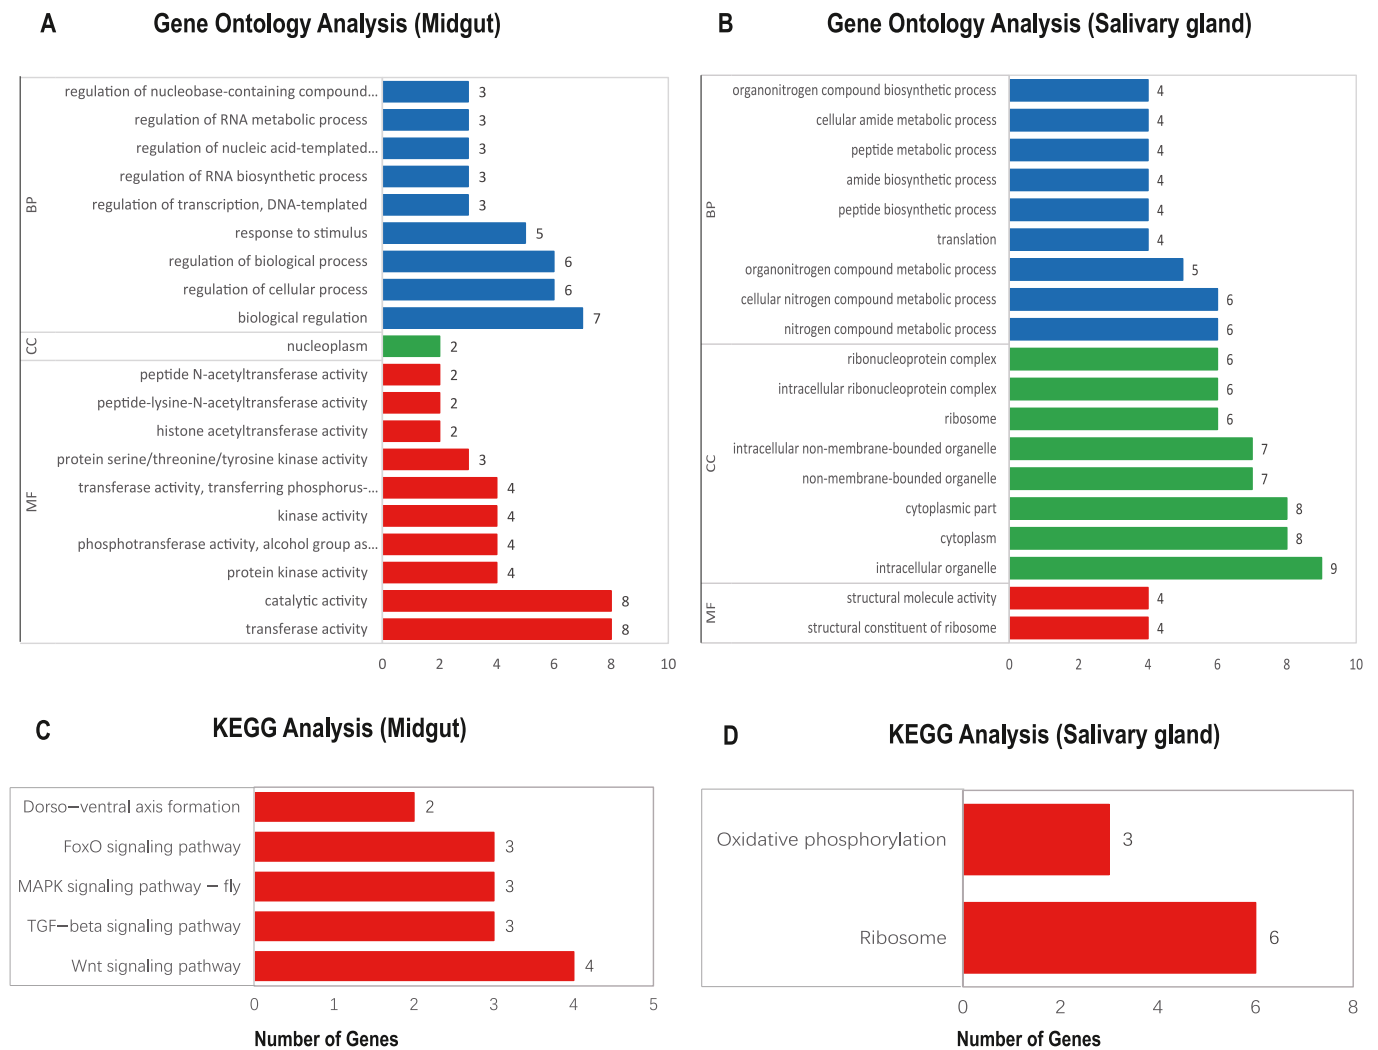 A
Gene Ontology Analysis (Midgut)
BP
regulation of nucleobase-containing compound... 3
regulation of RNA metabolic process 3
regulation of nucleic acid-templated... 3
regulation of RNA biosynthetic process 3
regulation of transcription, DNA-templated 3
response to stimulus 5
regulation of biological process 6
regulation of cellular process 6
biological regulation 7
CC
nucleoplasm 2
MF
peptide N-acetyltransferase activity 2
peptide-lysine-N-acetyltransferase activity 2
histone acetyltransferase activity 2
protein serine/threonine/tyrosine kinase activity 3
transferase activity, transferring phosphorus-... 4
kinase activity 4
phosphotransferase activity, alcohol group as... 4
protein kinase activity 4
catalytic activity 8
transferase activity 8
0 2 4 6 8 10
B
Gene Ontology Analysis (Salivary gland)
BP
organonitrogen compound biosynthetic process 4
cellular amide metabolic process 4
peptide metabolic process 4
amide biosynthetic process 4
peptide biosynthetic process 4
translation 4
organonitrogen compound metabolic process 5
cellular nitrogen compound metabolic process 6
nitrogen compound metabolic process 6
CC
ribonucleoprotein complex 6
intracellular ribonucleoprotein complex 6
ribosome 6
intracellular non-membrane-bounded organelle 7
non-membrane-bounded organelle 7
cytoplasmic part 8
cytoplasm 8
intracellular organelle 9
MF
structural molecule activity 4
structural constituent of ribosome 4
0 2 4 6 8 10
C
KEGG Analysis (Midgut)
Dorso−ventral axis formation 2
FoxO signaling pathway 3
MAPK signaling pathway − fly 3
TGF−beta signaling pathway 3
Wnt signaling pathway 4
0 1 2 3 4 5
Number of Genes
D
KEGG Analysis (Salivary gland)
Oxidative phosphorylation 3
Ribosome 6
0 2 4 6 8
Number of Genes